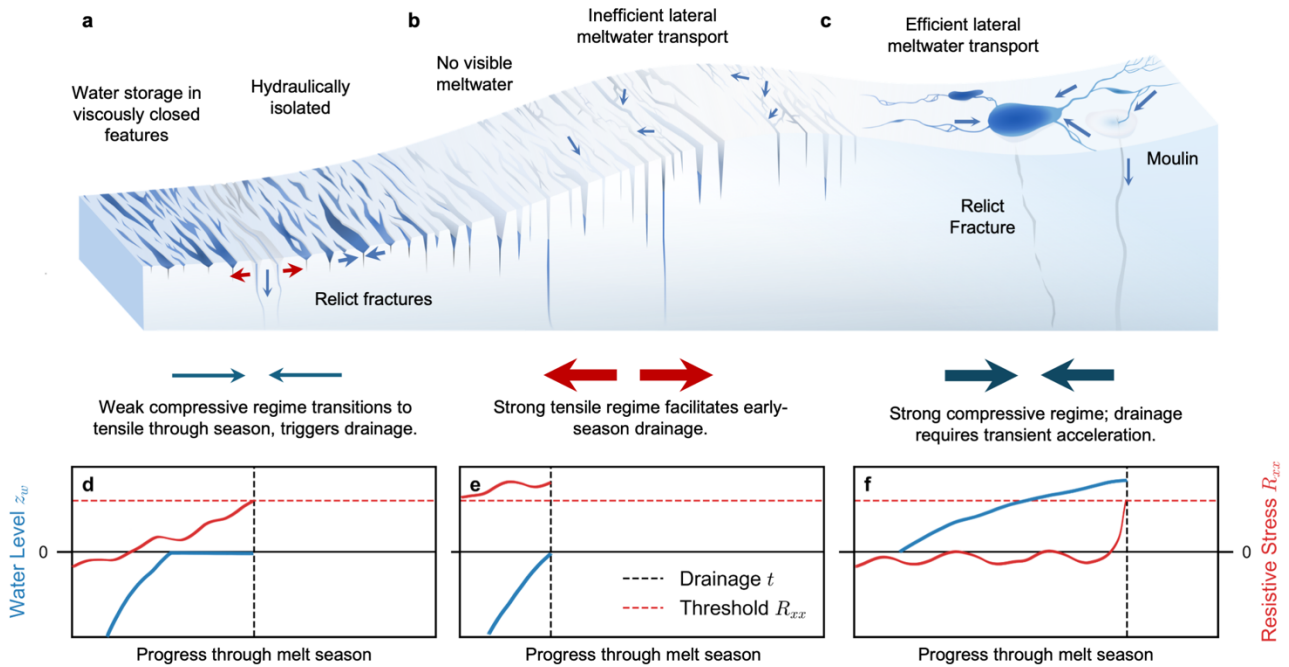 a
b
Inefficient lateral
meltwater transport
c
Efficient lateral
meltwater transport
Water storage in
viscously closed
features
Hydraulically
isolated
No visible
meltwater
Relict fractures
Relict
Fracture
Moulin
Weak compressive regime transitions to
tensile through season, triggers drainage.
Strong tensile regime facilitates early-
season drainage.
Strong compressive regime; drainage
requires transient acceleration.
Water Level z_w
0
d
e
f
Drainage t
Threshold R_xx
0
Resistive Stress R_xx
Progress through melt season
Progress through melt season
Progress through melt season